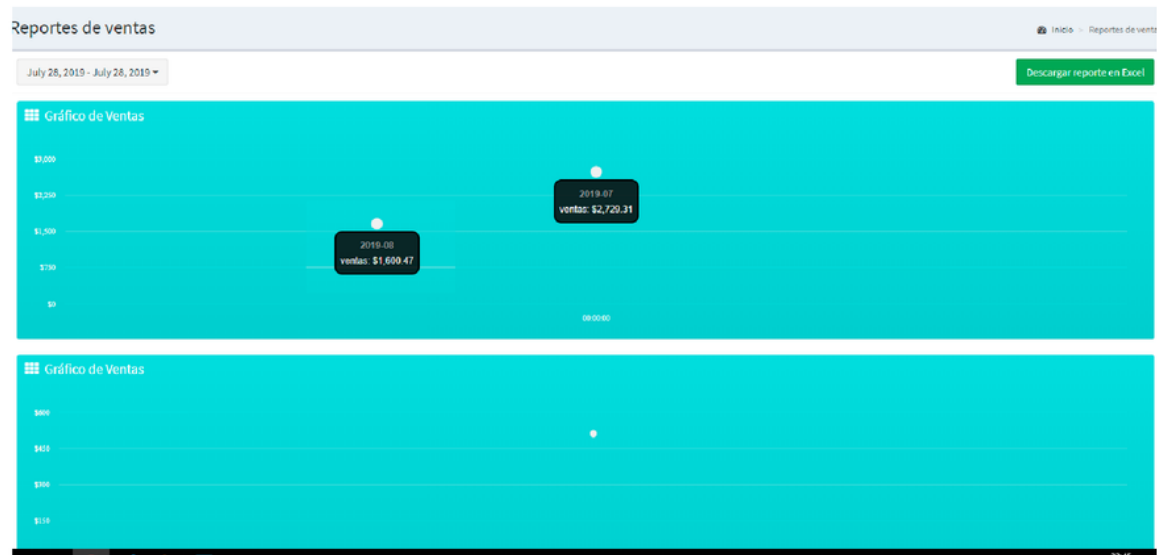 Reportes de ventas
Inicio > Reportes de venta
July 28, 2019 - July 28, 2019
Descargar reporte en Excel
Gráfico de Ventas
$3,000
2019-07
$2,250
ventas: $2,729.31
$1,500
2019-08
ventas: $1,600.47
$750
$0
00:00:00
Gráfico de Ventas
$600
$450
$300
$150